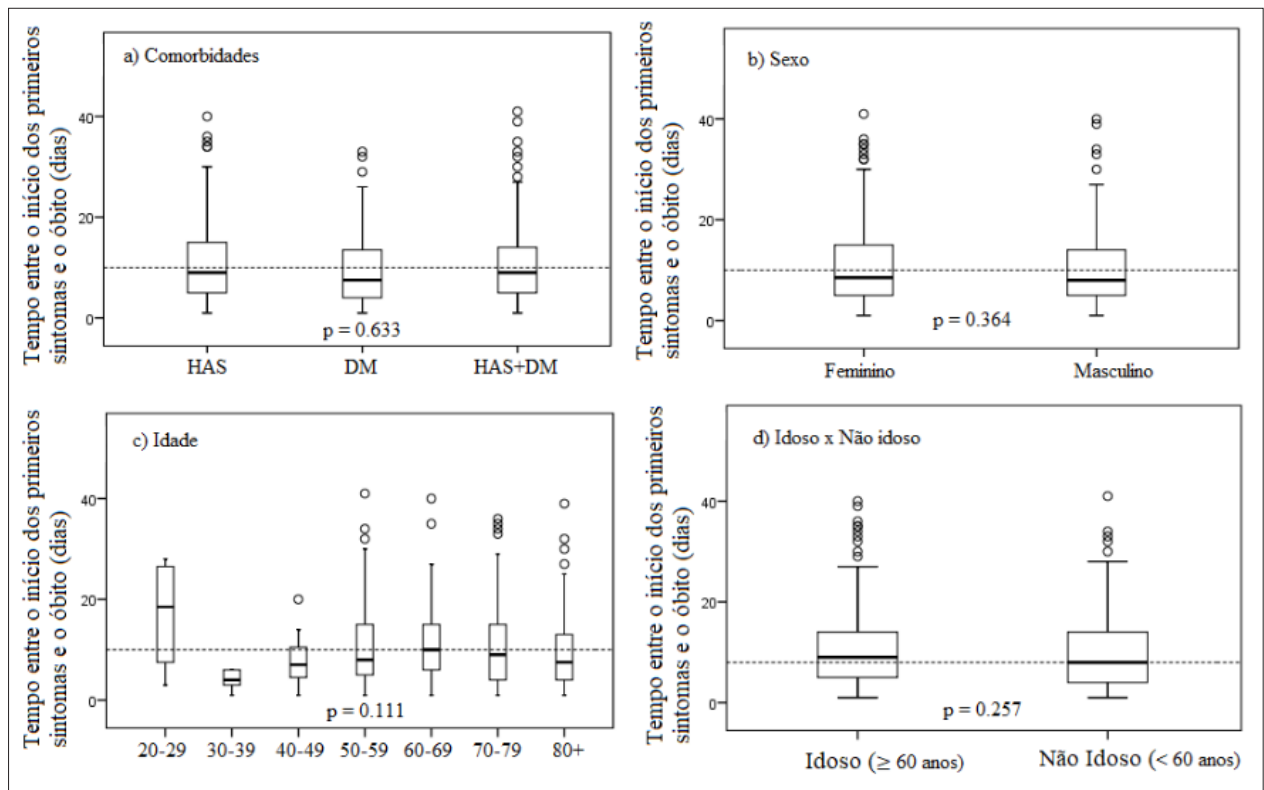 a) Comorbidades
Tempo entre o início dos primeiros
sintomas e o óbito (dias)
40
20
0
p = 0.633
HAS DM HAS+DM
b) Sexo
Tempo entre o início dos primeiros
sintomas e o óbito (dias)
40
20
0
p = 0.364
Feminino Masculino
c) Idade
Tempo entre o início dos primeiros
sintomas e o óbito (dias)
40
20
0
p = 0.111
20-29 30-39 40-49 50-59 60-69 70-79 80+
d) Idoso x Não idoso
Tempo entre o início dos primeiros
sintomas e o óbito (dias)
40
20
0
p = 0.257
Idoso (≥ 60 anos) Não Idoso (< 60 anos)